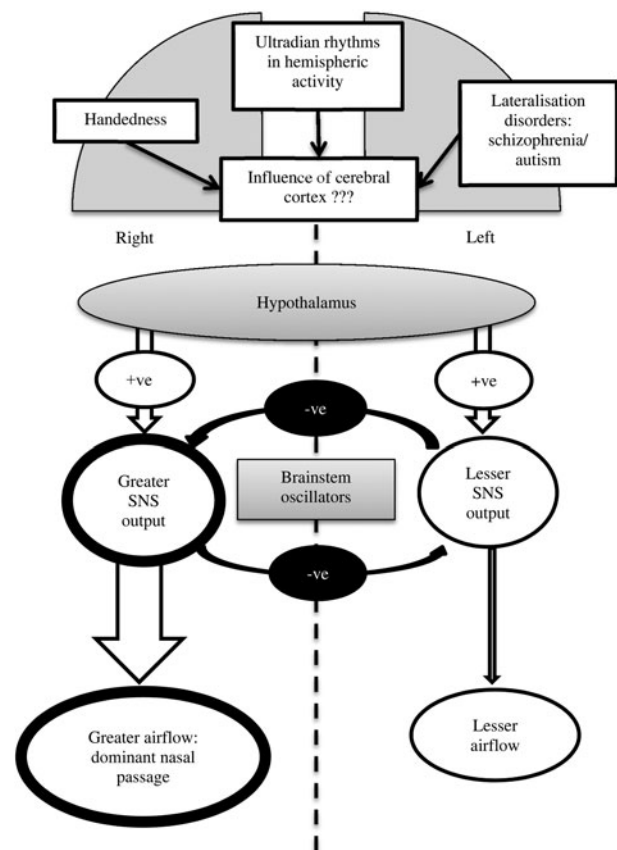 Ultradian rhythms
in hemispheric
activity
Handedness
Lateralisation
disorders:
schizophrenia/
autism
Influence of cerebral
cortex ???
Right
Left
Hypothalamus
+ve
+ve
-ve
Greater
SNS
output
Brainstem
oscillators
Lesser
SNS
output
-ve
Greater airflow:
dominant nasal
passage
Lesser
airflow